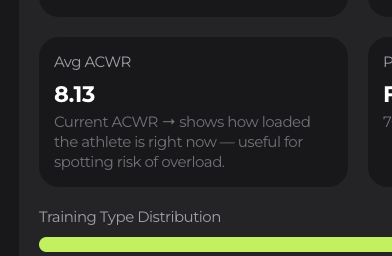 Avg ACWR
8.13
Current ACWR → shows how loaded
the athlete is right now — useful for
spotting risk of overload.
P
F
7
Training Type Distribution